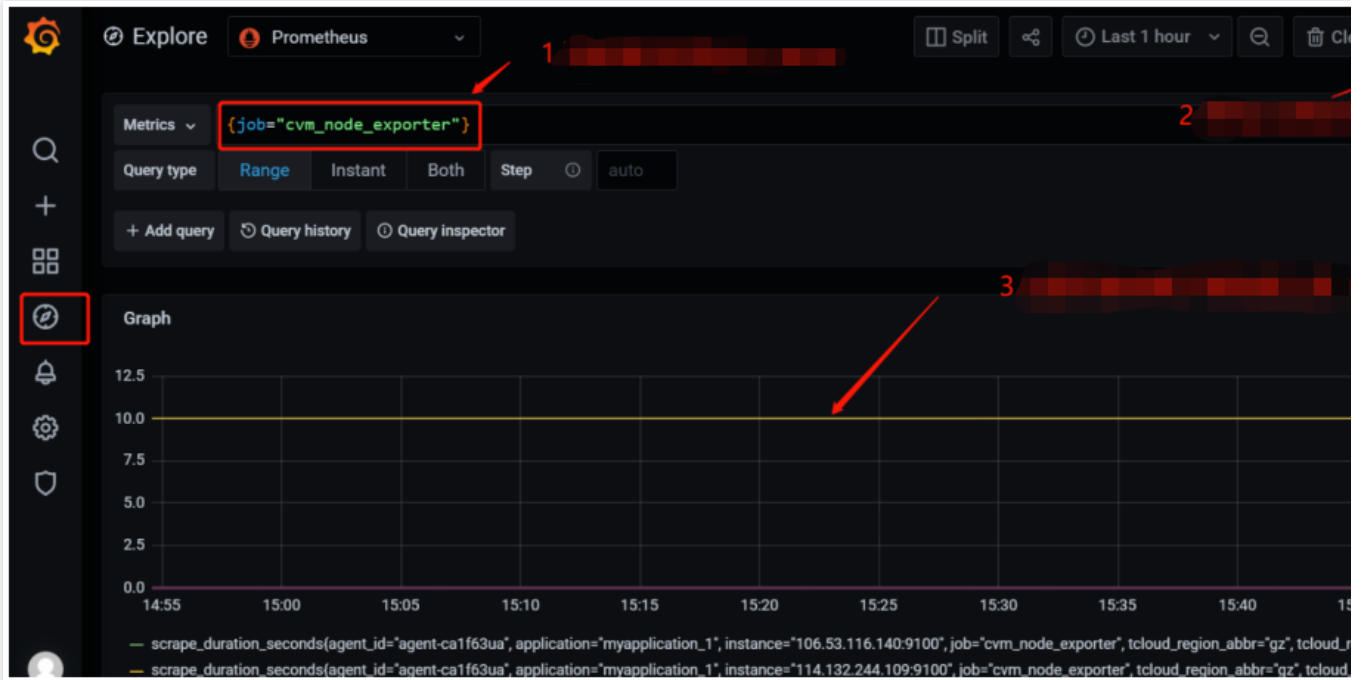 Explore Prometheus Split Last 1 hour Cle
1
Metrics {job="cvm_node_exporter"}
2
Query type Range Instant Both Step auto
+ Add query Query history Query inspector
3
Graph
12.5
10.0
7.5
5.0
2.5
0.0
14:55 15:00 15:05 15:10 15:15 15:20 15:25 15:30 15:35 15:40 15
scrape_duration_seconds{agent_id="agent-ca1f63ua", application="myapplication_1", instance="106.53.116.140:9100", job="cvm_node_exporter", tcloud_region_abbr="gz", tcloud_r
scrape_duration_seconds{agent_id="agent-ca1f63ua", application="myapplication_1", instance="114.132.244.109:9100", job="cvm_node_exporter", tcloud_region_abbr="gz", tcloud